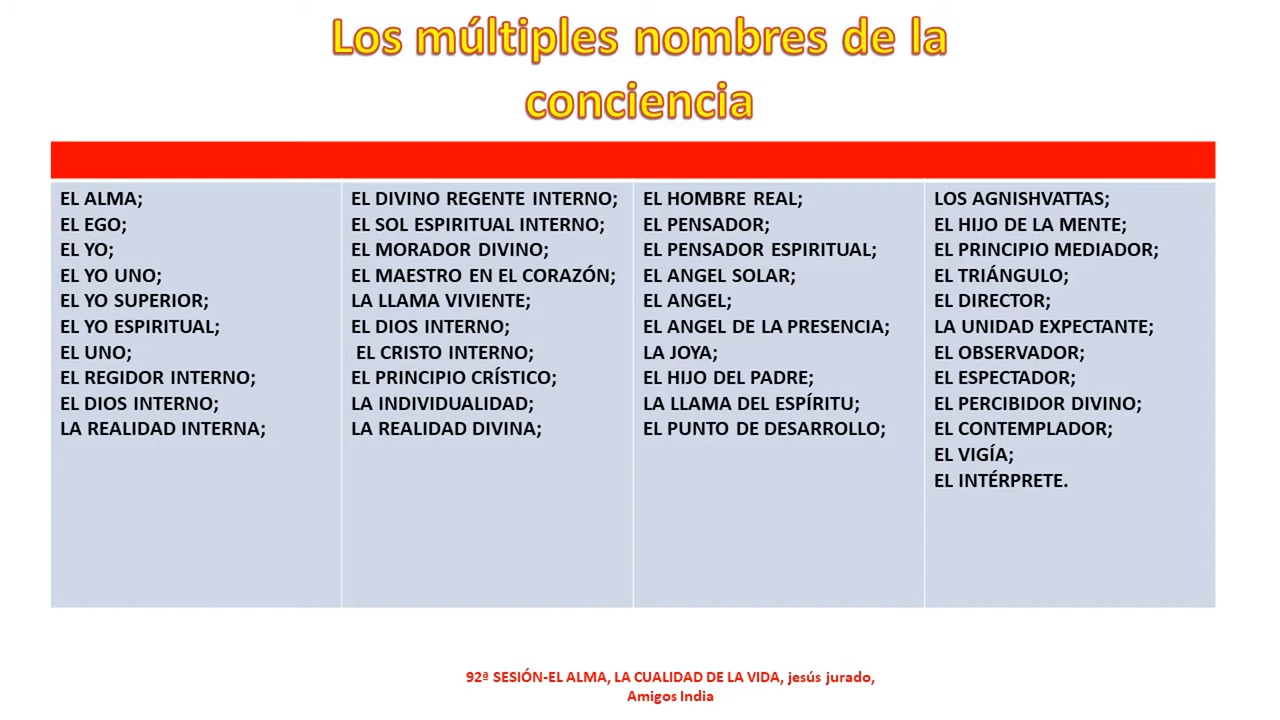 Los múltiples nombres de la
conciencia
EL ALMA;
EL EGO;
EL YO;
EL YO UNO;
EL YO SUPERIOR;
EL YO ESPIRITUAL;
EL UNO;
EL REGIDOR INTERNO;
EL DIOS INTERNO;
LA REALIDAD INTERNA;
EL DIVINO REGENTE INTERNO;
EL SOL ESPIRITUAL INTERNO;
EL MORADOR DIVINO;
EL MAESTRO EN EL CORAZÓN;
LA LLAMA VIVIENTE;
EL DIOS INTERNO;
EL CRISTO INTERNO;
EL PRINCIPIO CRÍSTICO;
LA INDIVIDUALIDAD;
LA REALIDAD DIVINA;
EL HOMBRE REAL;
EL PENSADOR;
EL PENSADOR ESPIRITUAL;
EL ANGEL SOLAR;
EL ANGEL;
EL ANGEL DE LA PRESENCIA;
LA JOYA;
EL HIJO DEL PADRE;
LA LLAMA DEL ESPÍRITU;
EL PUNTO DE DESARROLLO;
LOS AGNISHVATTAS;
EL HIJO DE LA MENTE;
EL PRINCIPIO MEDIADOR;
EL TRIÁNGULO;
EL DIRECTOR;
LA UNIDAD EXPECTANTE;
EL OBSERVADOR;
EL ESPECTADOR;
EL PERCIBIDOR DIVINO;
EL CONTEMPLADOR;
EL VIGÍA;
EL INTÉRPRETE.
92ª SESIÓN-EL ALMA, LA CUALIDAD DE LA VIDA, jesús jurado,
Amigos India